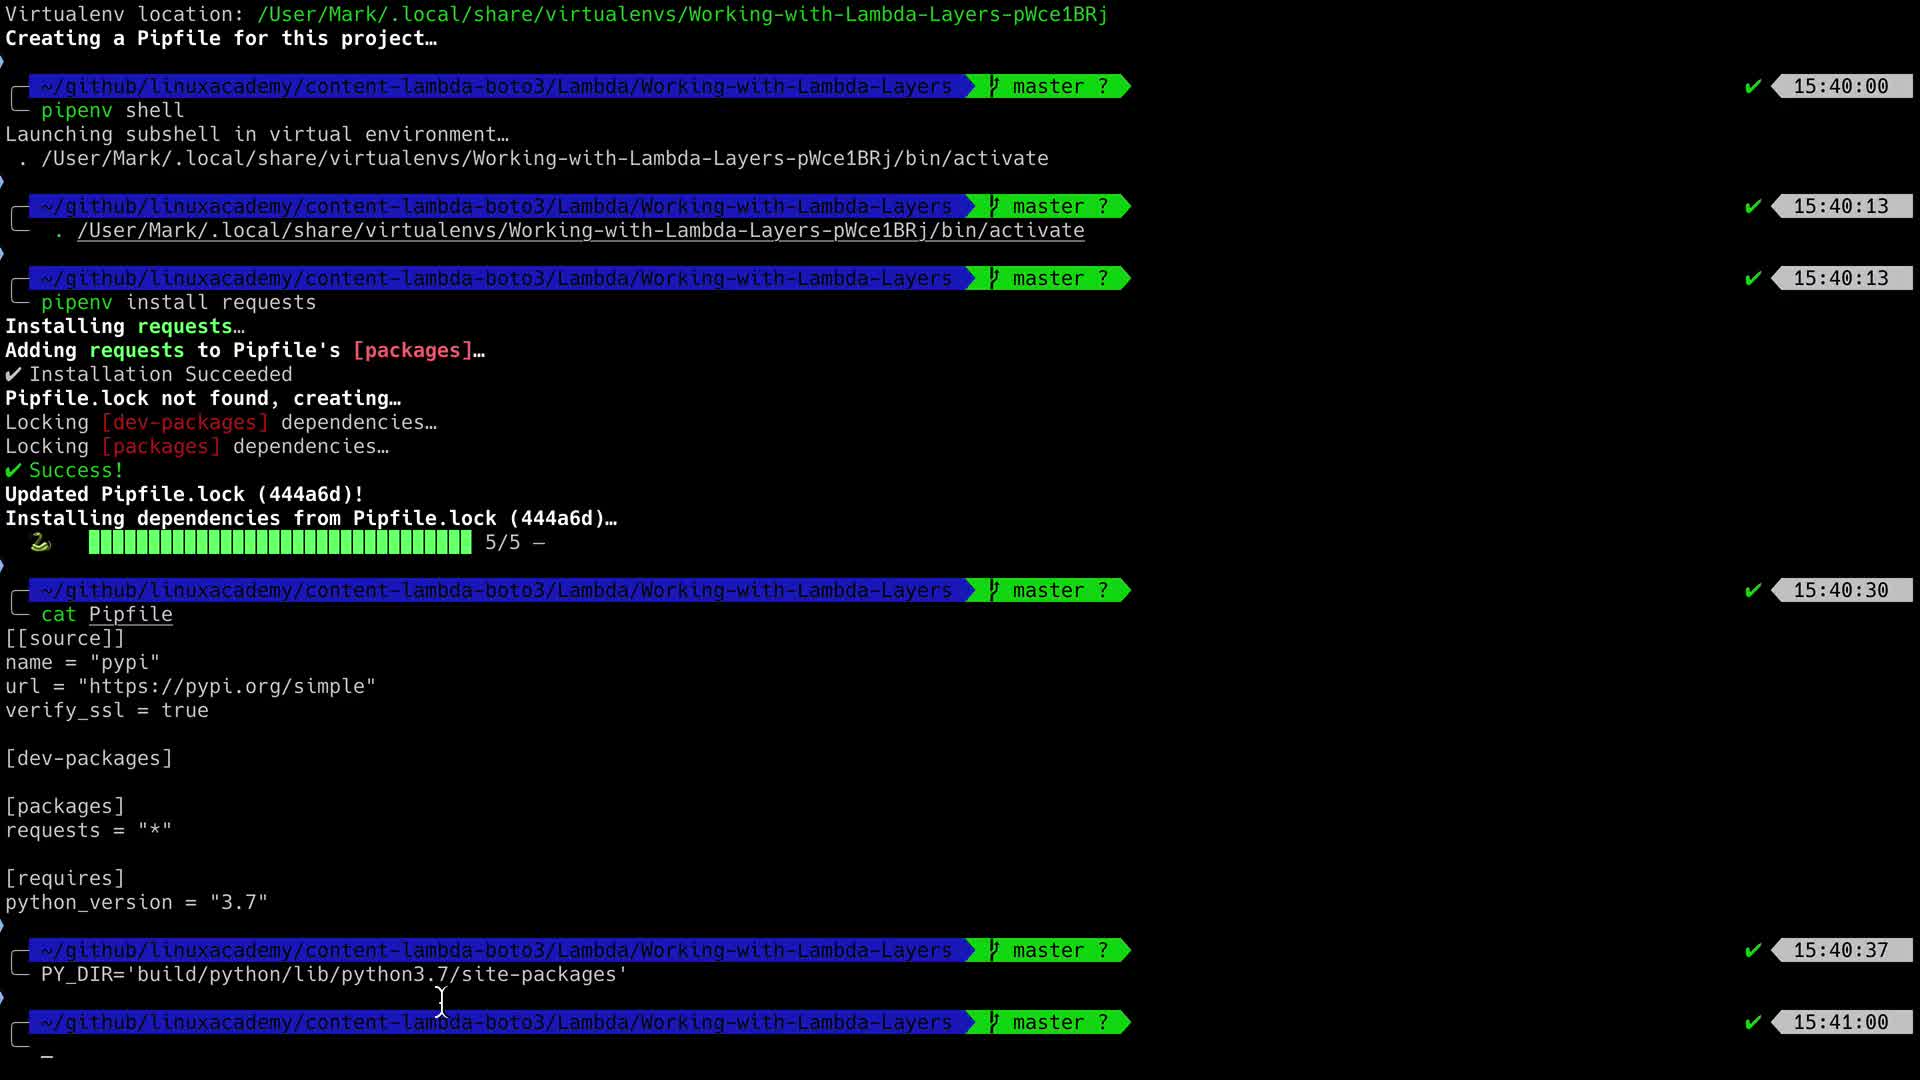 Virtualenv location: /User/Mark/.local/share/virtualenvs/Working-with-Lambda-Layers-pWce1BRj
Creating a Pipfile for this project…
~/github/linuxacademy/content-lambda-boto3/Lambda/Working-with-Lambda-Layers master ? ✔ 15:40:00
pipenv shell
Launching subshell in virtual environment…
. /User/Mark/.local/share/virtualenvs/Working-with-Lambda-Layers-pWce1BRj/bin/activate
~/github/linuxacademy/content-lambda-boto3/Lambda/Working-with-Lambda-Layers master ? ✔ 15:40:13
. /User/Mark/.local/share/virtualenvs/Working-with-Lambda-Layers-pWce1BRj/bin/activate
~/github/linuxacademy/content-lambda-boto3/Lambda/Working-with-Lambda-Layers master ? ✔ 15:40:13
pipenv install requests
Installing requests…
Adding requests to Pipfile's [packages]…
✔ Installation Succeeded
Pipfile.lock not found, creating…
Locking [dev-packages] dependencies…
Locking [packages] dependencies…
✔ Success!
Updated Pipfile.lock (444a6d)!
Installing dependencies from Pipfile.lock (444a6d)…
5/5 —
~/github/linuxacademy/content-lambda-boto3/Lambda/Working-with-Lambda-Layers master ? ✔ 15:40:30
cat Pipfile
[[source]]
name = "pypi"
url = "https://pypi.org/simple"
verify_ssl = true
[dev-packages]
[packages]
requests = "*"
[requires]
python_version = "3.7"
~/github/linuxacademy/content-lambda-boto3/Lambda/Working-with-Lambda-Layers master ? ✔ 15:40:37
PY_DIR='build/python/lib/python3.7/site-packages'
~/github/linuxacademy/content-lambda-boto3/Lambda/Working-with-Lambda-Layers master ? ✔ 15:41:00